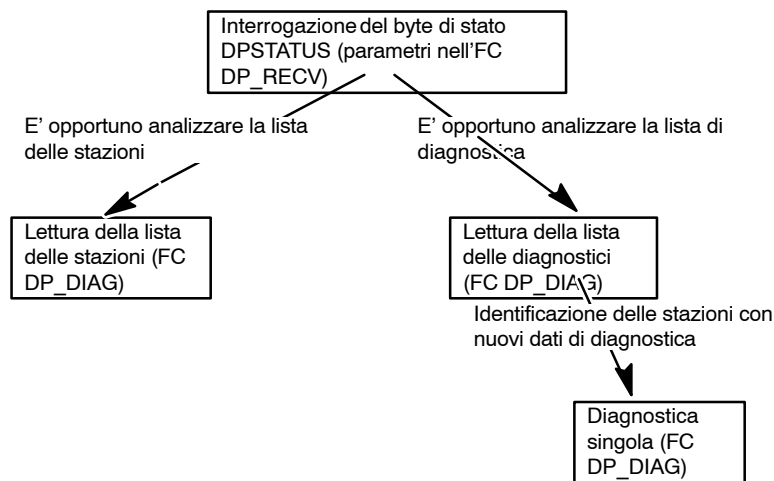 Interrogazione del byte di stato
DPSTATUS (parametri nell'FC
DP_RECV)
E' opportuno analizzare la lista
delle stazioni
E' opportuno analizzare la lista di
diagnostica
Lettura della lista
delle stazioni (FC
DP_DIAG)
Lettura della lista
delle diagnostici
(FC DP_DIAG)
Identificazione delle stazioni con
nuovi dati di diagnostica
Diagnostica
singola (FC
DP_DIAG)